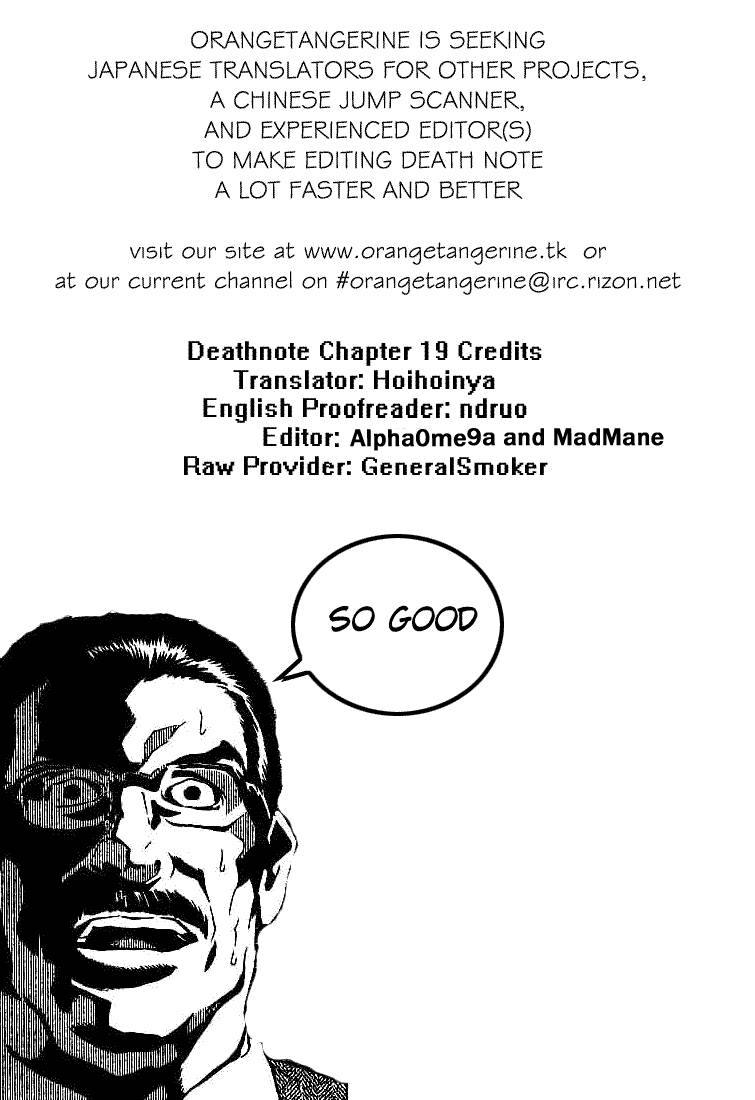 ORANGETANGERINE IS SEEKING
JAPANESE TRANSLATORS FOR OTHER PROJECTS,
A CHINESE JUMP SCANNER,
AND EXPERIENCED EDITOR(S)
TO MAKE EDITING DEATH NOTE
A LOT FASTER AND BETTER
visit our site at www.orangetangerine.tk or
at our current channel on #orangetangerine@irc.rizon.net
Deathnote Chapter 19 Credits
Translator: Hoihoinya
English Proofreader: ndruo
Editor: Alpha0me9a and MadMane
Raw Provider: GeneralSmoker
SO GOOD